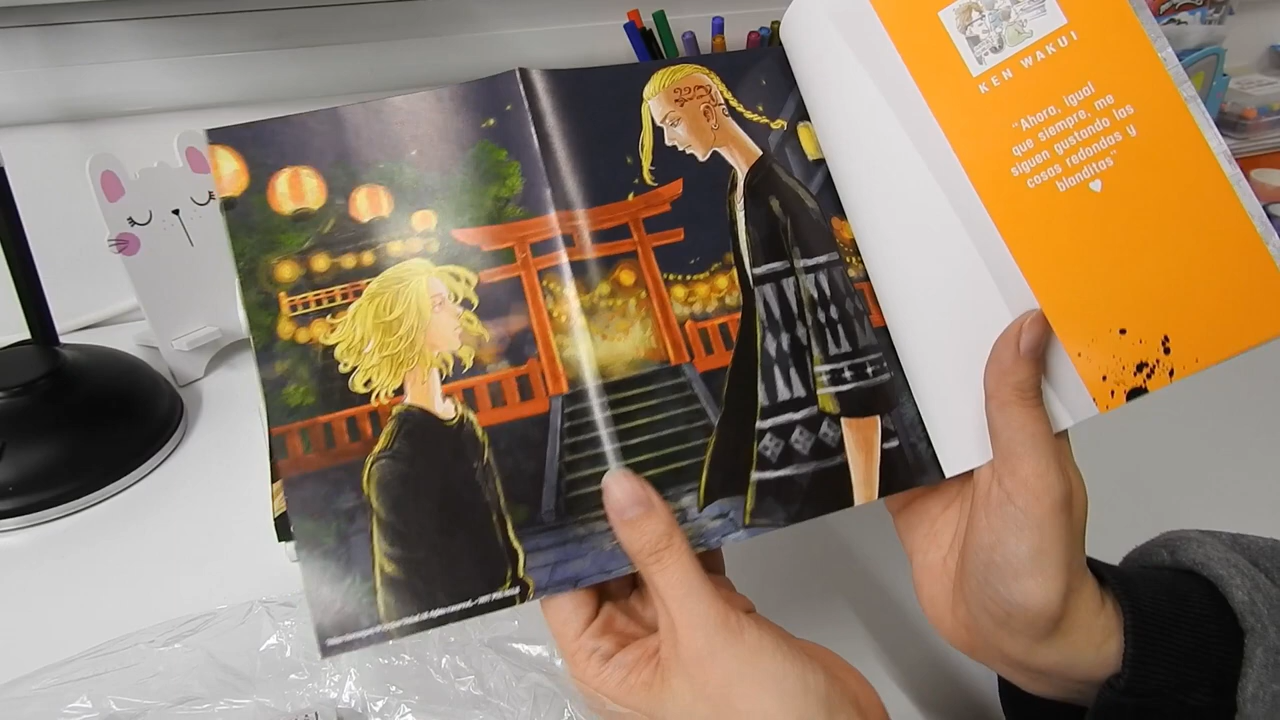 KEN WAKUI
"Ahora, igual
que siempre, me
siguen gustando las
cosas redondas y
blanditas"